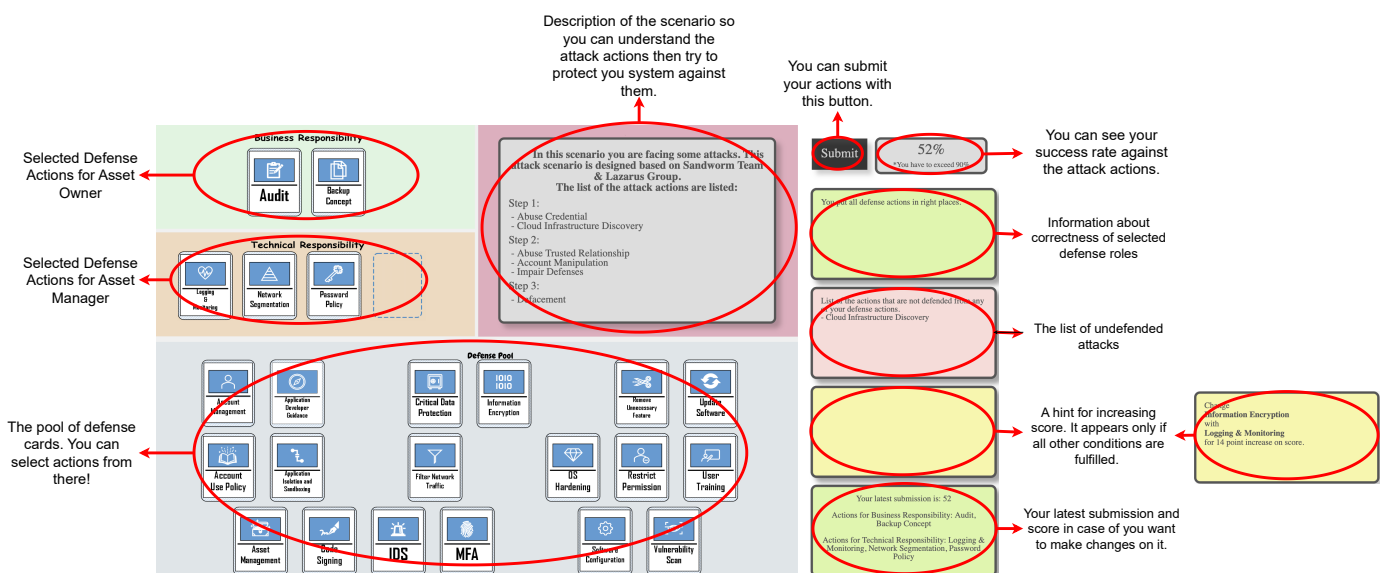 Description of the scenario so
you can understand the
attack actions then try to
protect you system against
them.
You can submit
your actions with
this button.
Selected Defense
Actions for Asset
Owner
Business Responsibility
Audit
Backup
Concept
Selected Defense
Actions for Asset
Manager
Technical Responsibility
Logging
&
Monitoring
Network
Segmentation
Password
Policy
In this scenario you are facing some attacks. This
attack scenario is designed based on Sandworm Team
& Lazarus Group.
The list of the attack actions are listed:
Step 1:
- Abuse Credential
- Cloud Infrastructure Discovery
Step 2:
- Abuse Trusted Relationship
- Account Manipulation
- Impair Defenses
Step 3:
- Defacement
Submit
52%
*You have to exceed 90%
You can see your
success rate against
the attack actions.
You put all defense actions in right places.
Information about
correctness of selected
defense roles
List of the actions that are not defended from any
of your defense actions.
- Cloud Infrastructure Discovery
The list of undefended
attacks
A hint for increasing
score. It appears only if
all other conditions are
fulfilled.
Change
Information Encryption
with
Logging & Monitoring
for 14 point increase on score.
Your latest submission is: 52
Actions for Business Responsibility: Audit,
Backup Concept
Actions for Technical Responsibility: Logging &
Monitoring, Network Segmentation, Password
Policy
Your latest submission and
score in case of you want
to make changes on it.
The pool of defense
cards. You can
select actions from
there!
Defense Pool
Account
Management
Application
Developer
Guidance
Critical Data
Protection
1010
1010
Information
Encryption
Remove
Unnecessary
Feature
Update
Software
Account
Use Policy
Application
Isolation and
Sandboxing
Filter Network
Traffic
OS
Hardening
Restrict
Permission
User
Training
Asset
Management
Code
Signing
IDS
MFA
Software
Configuration
Vulnerability
Scan